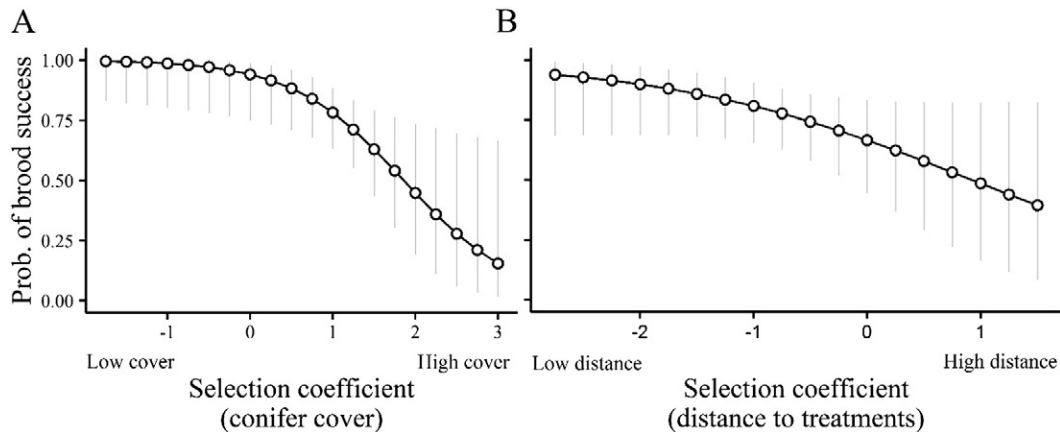 A
B
Prob. of brood success
1.00
0.75
0.50
0.25
0.00
-1 0 1 2 3
Low cover High cover
Selection coefficient
(conifer cover)
-2 -1 0 1
Low distance High distance
Selection coefficient
(distance to treatments)